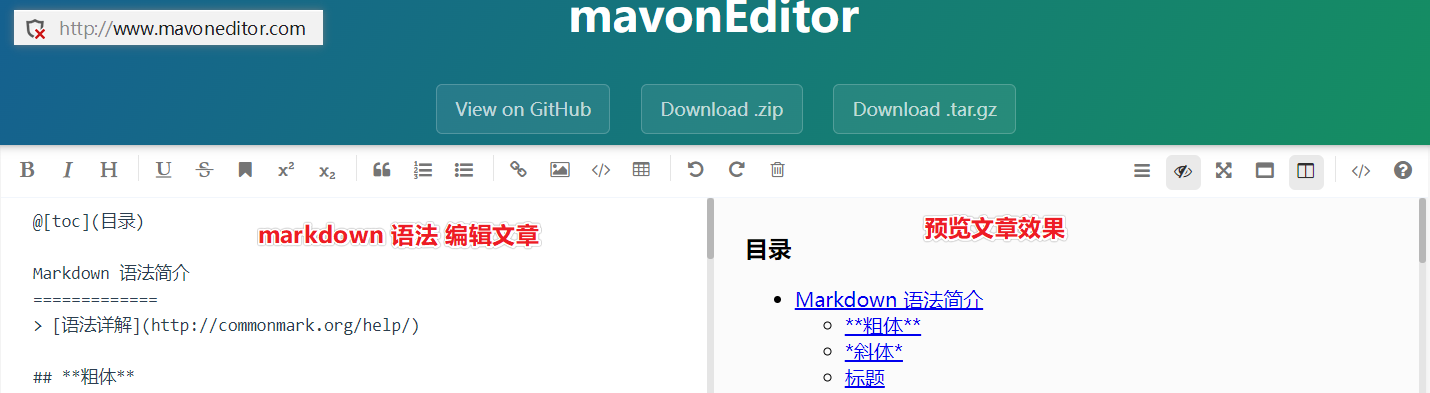 mavonEditor
http://www.mavoneditor.com
View on GitHub
Download .zip
Download .tar.gz
B I H U S x² x₂
@[toc](目录)
markdown 语法 编辑文章
Markdown 语法简介
=============
> [语法详解](http://commonmark.org/help/)
## **粗体**
预览文章效果
目录
Markdown 语法简介
**粗体**
*斜体*
标题